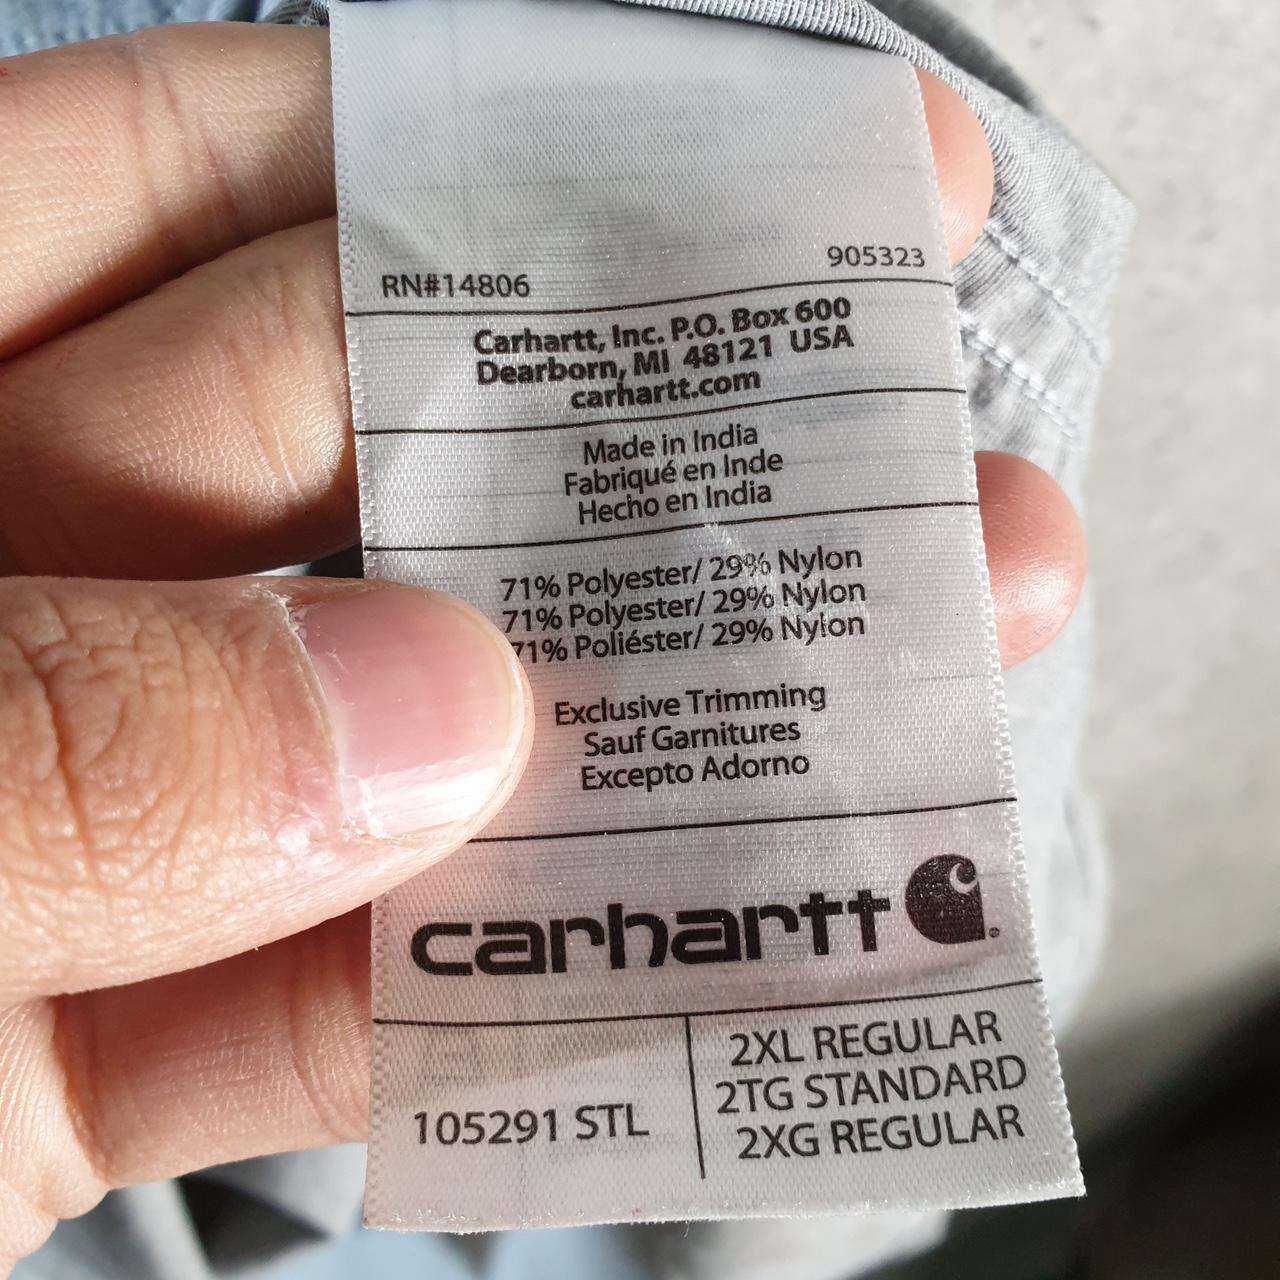 905323
RN#14806
Carhartt, Inc. P.O. Box 600
Dearborn, MI 48121 USA
carhartt.com
Made in India
Fabriqué en Inde
Hecho en India
71% Polyester/ 29% Nylon
71% Polyester/ 29% Nylon
71% Poliéster/ 29% Nylon
Exclusive Trimming
Sauf Garnitures
Excepto Adorno
carhartt
105291 STL
2XL REGULAR
2TG STANDARD
2XG REGULAR